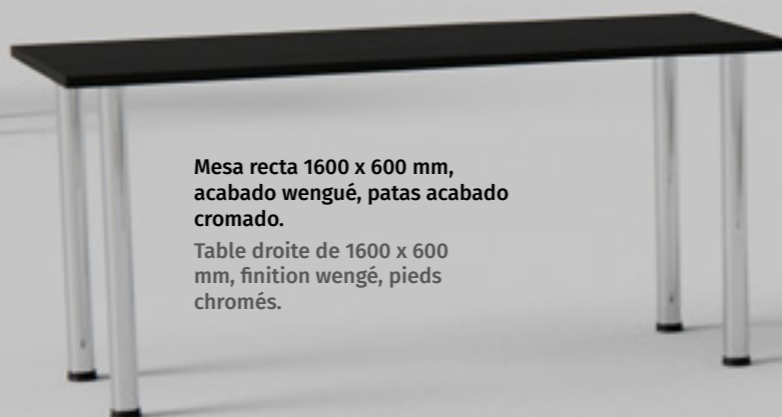 Mesa recta 1600 x 600 mm,
acabado wengué, patas acabado
cromado.
Table droite de 1600 x 600
mm, finition wengé, pieds
chromés.